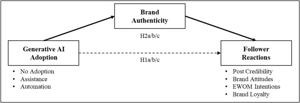 Brand
Authenticity
H2a/b/c
Generative AI
Adoption
H1a/b/c
Follower
Reactions
• No Adoption
• Assistance
• Automation
• Post Credibility
• Brand Attitudes
• EWOM Intentions
• Brand Loyalty